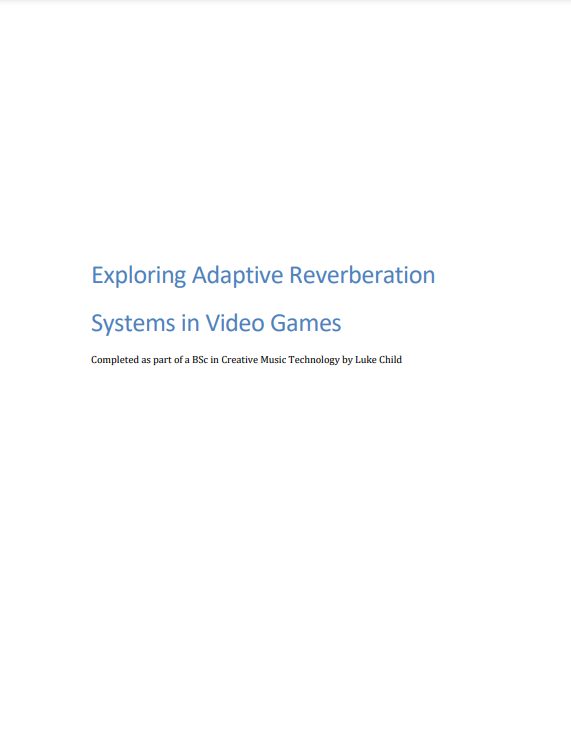 Exploring Adaptive Reverberation
Systems in Video Games
Completed as part of a BSc in Creative Music Technology by Luke Child